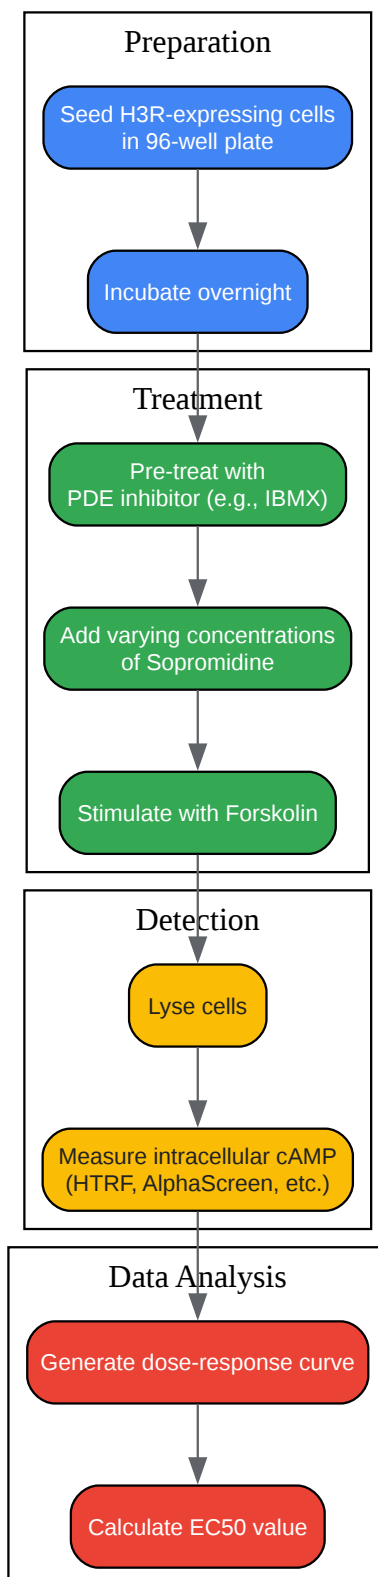 Preparation
Seed H3R-expressing cells
in 96-well plate
Incubate overnight
Treatment
Pre-treat with
PDE inhibitor (e.g., IBMX)
Add varying concentrations
of Sopromidine
Stimulate with Forskolin
Detection
Lyse cells
Measure intracellular cAMP
(HTRF, AlphaScreen, etc.)
Data Analysis
Generate dose-response curve
Calculate EC50 value